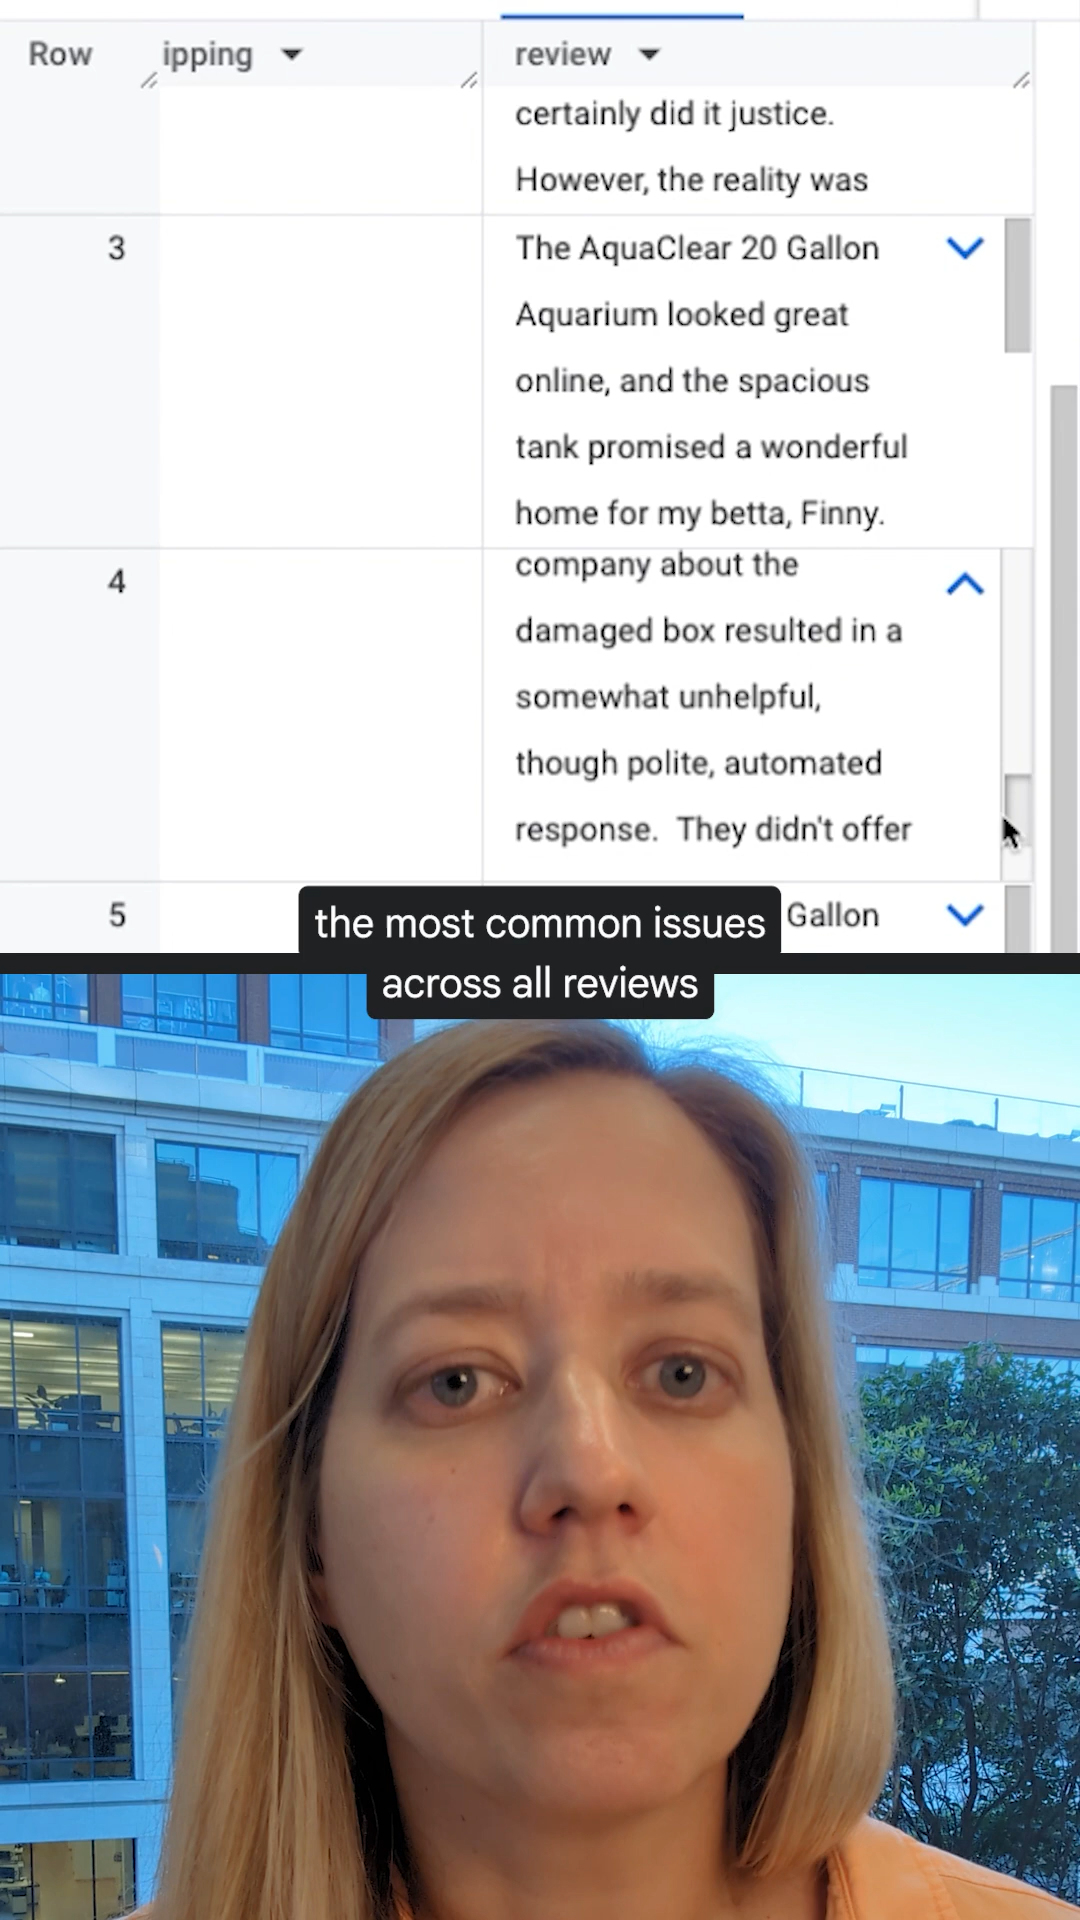 Row ipping review
certainly did it justice.
However, the reality was
3 The AquaClear 20 Gallon
Aquarium looked great
online, and the spacious
tank promised a wonderful
home for my betta, Finny.
4 company about the
damaged box resulted in a
somewhat unhelpful,
though polite, automated
response. They didn't offer
5 Gallon
the most common issues
across all reviews